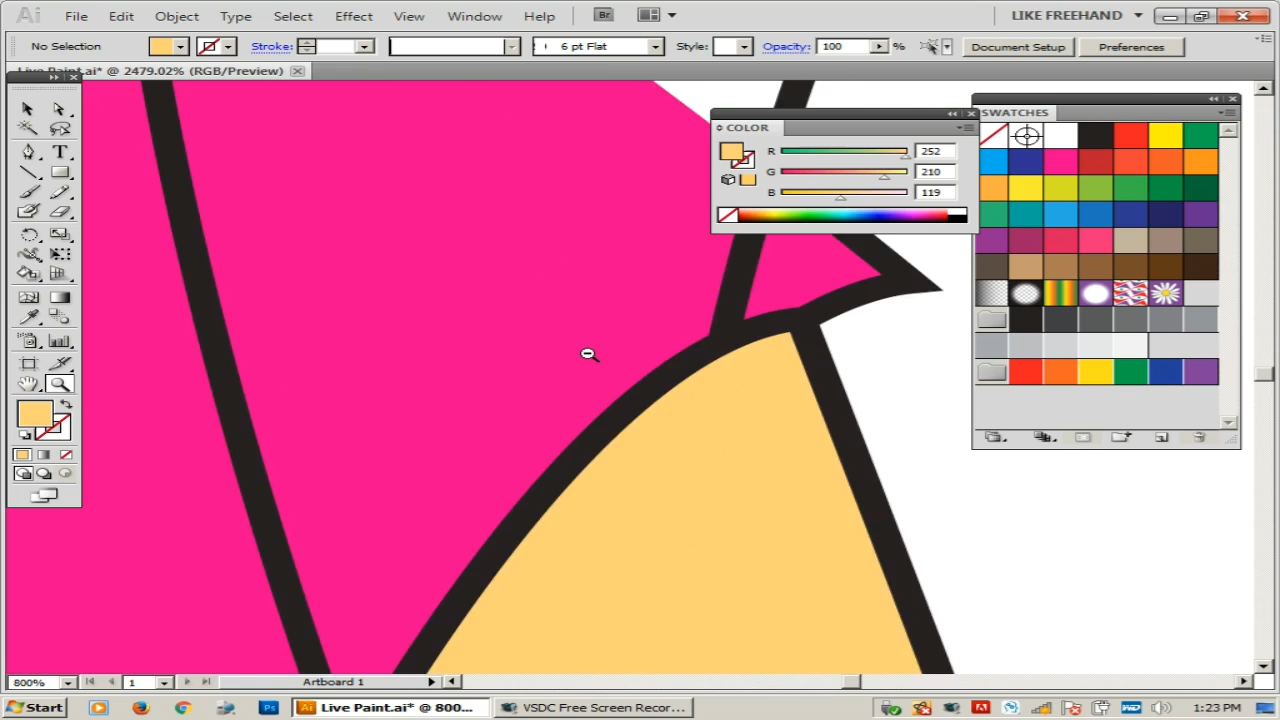 Ai File Edit Object Type Select Effect View Window Help Br LIKE FREEHAND
No Selection Stroke: 6 pt Flat Style: Opacity: 100 % Document Setup Preferences
Live Paint.ai* @ 2479.02% (RGB/Preview)
SWATCHES
COLOR
R 252
G 210
B 119
T
800% 1 Artboard 1
Start Ps Ai Live Paint.ai* @ 800... VSDC Free Screen Recor... 1:23 PM